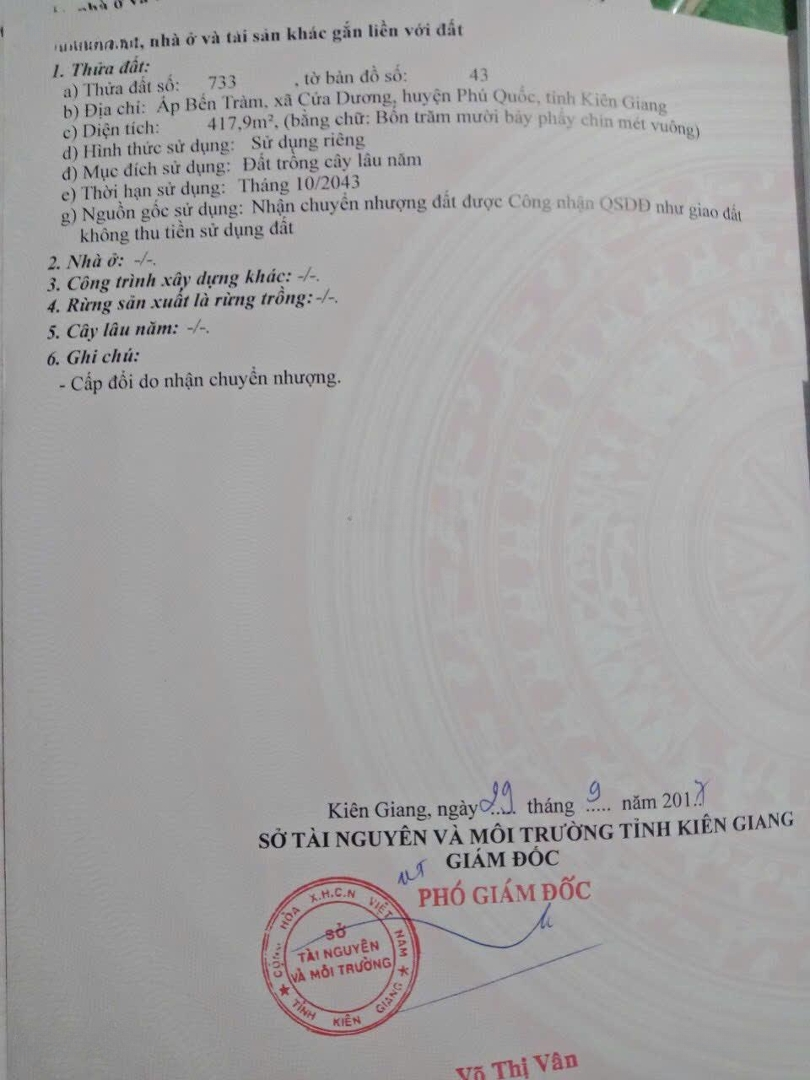 nhà ở và tài sản khác gắn liền với đất
1. Thửa đất:
a) Thửa đất số: 733 , tờ bản đồ số: 43
b) Địa chỉ: Ấp Bến Tràm, xã Cửa Dương, huyện Phú Quốc, tỉnh Kiên Giang
c) Diện tích: 417,9m², (bằng chữ: Bốn trăm mười bảy phẩy chín mét vuông)
d) Hình thức sử dụng: Sử dụng riêng
đ) Mục đích sử dụng: Đất trồng cây lâu năm
e) Thời hạn sử dụng: Tháng 10/2043
g) Nguồn gốc sử dụng: Nhận chuyển nhượng đất được Công nhận QSDĐ như giao đất
không thu tiền sử dụng đất
2. Nhà ở: -/-.
3. Công trình xây dựng khác: -/-.
4. Rừng sản xuất là rừng trồng: -/-.
5. Cây lâu năm: -/-.
6. Ghi chú:
- Cấp đổi do nhận chuyển nhượng.
Kiên Giang, ngày 29 tháng 9 năm 2017
SỞ TÀI NGUYÊN VÀ MÔI TRƯỜNG TỈNH KIÊN GIANG
GIÁM ĐỐC
PHÓ GIÁM ĐỐC
CỘNG HÒA X.H.C.N VIỆT NAM
SỞ
TÀI NGUYÊN
VÀ MÔI TRƯỜNG
TỈNH KIÊN GIANG
Võ Thị Vân